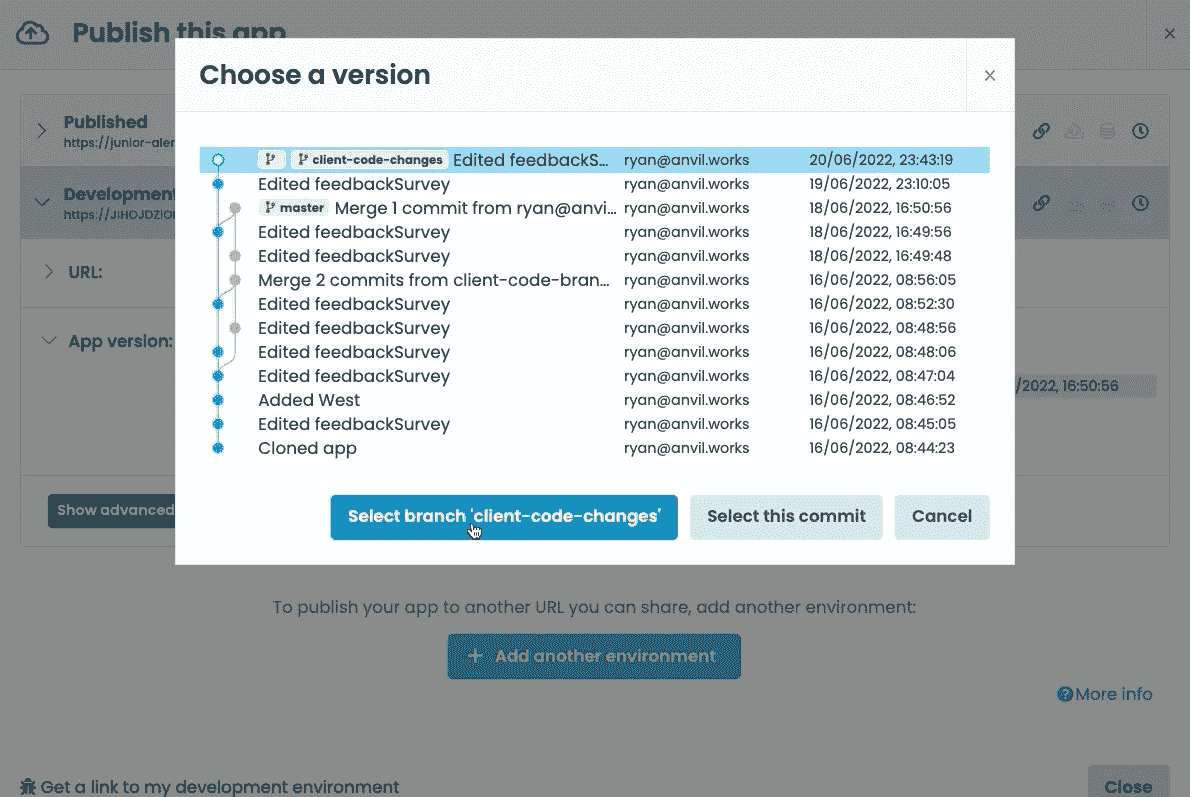 Publish this app
Choose a version
Published
https://junior-aler
Development
https://JIHOJDZIOI
URL:
App version:
client-code-changes Edited feedbackS... ryan@anvil.works 20/06/2022, 23:43:19
Edited feedbackSurvey ryan@anvil.works 19/06/2022, 23:10:05
master Merge 1 commit from ryan@anvi... ryan@anvil.works 18/06/2022, 16:50:56
Edited feedbackSurvey ryan@anvil.works 18/06/2022, 16:49:56
Edited feedbackSurvey ryan@anvil.works 18/06/2022, 16:49:48
Merge 2 commits from client-code-bran... ryan@anvil.works 16/06/2022, 08:56:05
Edited feedbackSurvey ryan@anvil.works 16/06/2022, 08:52:30
Edited feedbackSurvey ryan@anvil.works 16/06/2022, 08:48:56
Edited feedbackSurvey ryan@anvil.works 16/06/2022, 08:48:06
Edited feedbackSurvey ryan@anvil.works 16/06/2022, 08:47:04
/2022, 16:50:56
Added West ryan@anvil.works 16/06/2022, 08:46:52
Edited feedbackSurvey ryan@anvil.works 16/06/2022, 08:45:05
Cloned app ryan@anvil.works 16/06/2022, 08:44:23
Show advanced
Select branch 'client-code-changes' Select this commit Cancel
To publish your app to another URL you can share, add another environment:
+ Add another environment
More info
Get a link to my development environment
Close